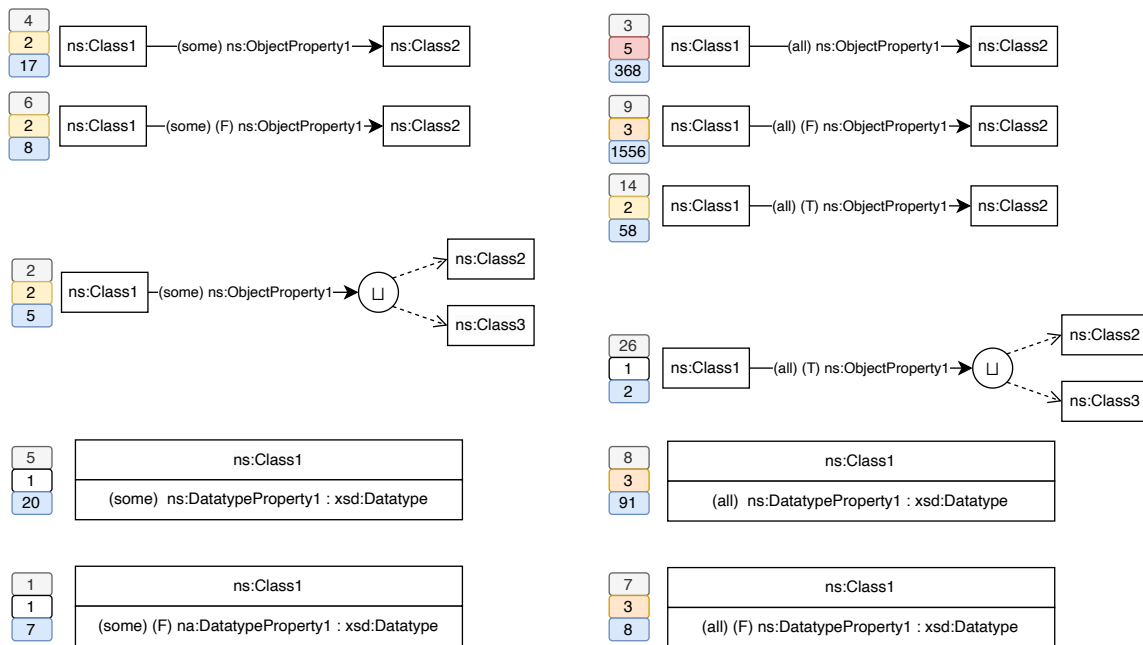 4
2
17
ns:Class1
(some) ns:ObjectProperty1
ns:Class2
6
2
8
ns:Class1
(some) (F) ns:ObjectProperty1
ns:Class2
2
2
5
ns:Class1
(some) ns:ObjectProperty1
⊔
ns:Class2
ns:Class3
5
1
20
ns:Class1
(some) ns:DatatypeProperty1 : xsd:Datatype
1
1
7
ns:Class1
(some) (F) na:DatatypeProperty1 : xsd:Datatype
3
5
368
ns:Class1
(all) ns:ObjectProperty1
ns:Class2
9
3
1556
ns:Class1
(all) (F) ns:ObjectProperty1
ns:Class2
14
2
58
ns:Class1
(all) (T) ns:ObjectProperty1
ns:Class2
26
1
2
ns:Class1
(all) (T) ns:ObjectProperty1
⊔
ns:Class2
ns:Class3
8
3
91
ns:Class1
(all) ns:DatatypeProperty1 : xsd:Datatype
7
3
8
ns:Class1
(all) (F) ns:DatatypeProperty1 : xsd:Datatype